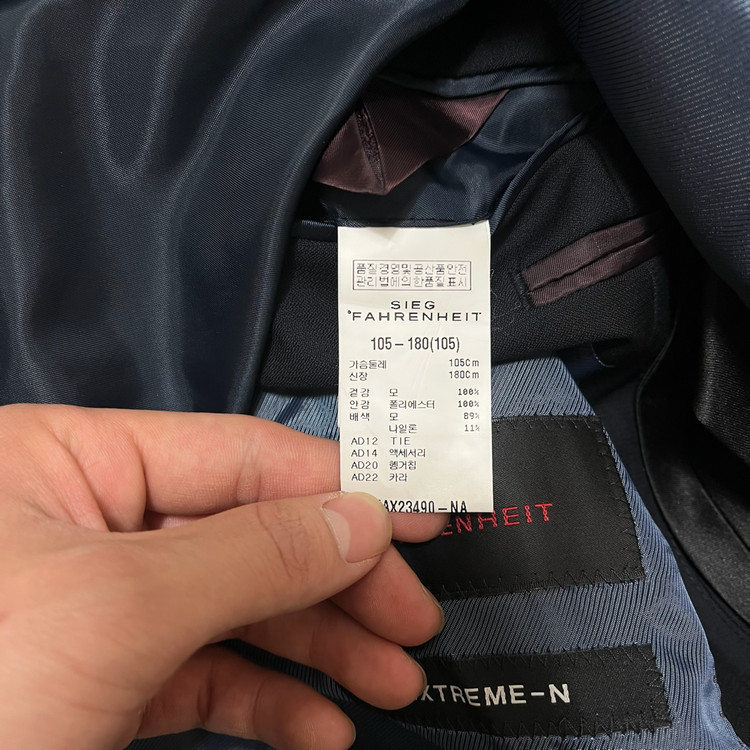 품질경영및공산품안전
관리법에의한품질표시
SIEG
FAHRENHEIT
105-180(105)
가슴둘레 105Cm
신장 180Cm
겉감 모 100%
안감 폴리에스터 100%
배색 모 89%
나일론 11%
AD12 TIE
AD14 액세서리
AD20 행거칩
AD22 카라
AX23490-NA
ENHEIT
XTREME-N